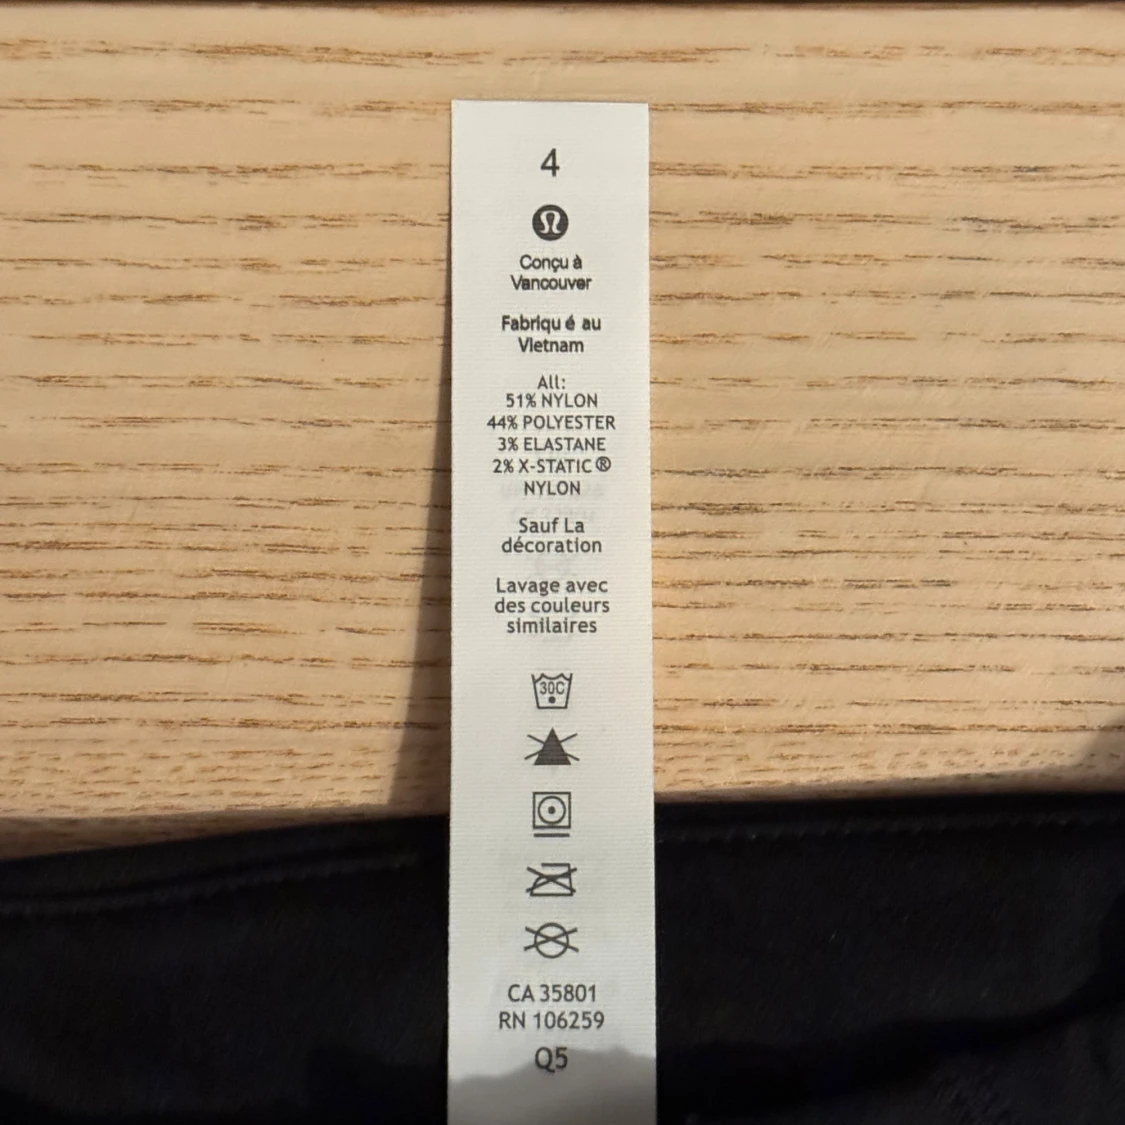 4
Conçu à
Vancouver
Fabriqu é au
Vietnam
All:
51% NYLON
44% POLYESTER
3% ELASTANE
2% X-STATIC®
NYLON
Sauf La
décoration
Lavage avec
des couleurs
similaires
30C
CA 35801
RN 106259
Q5